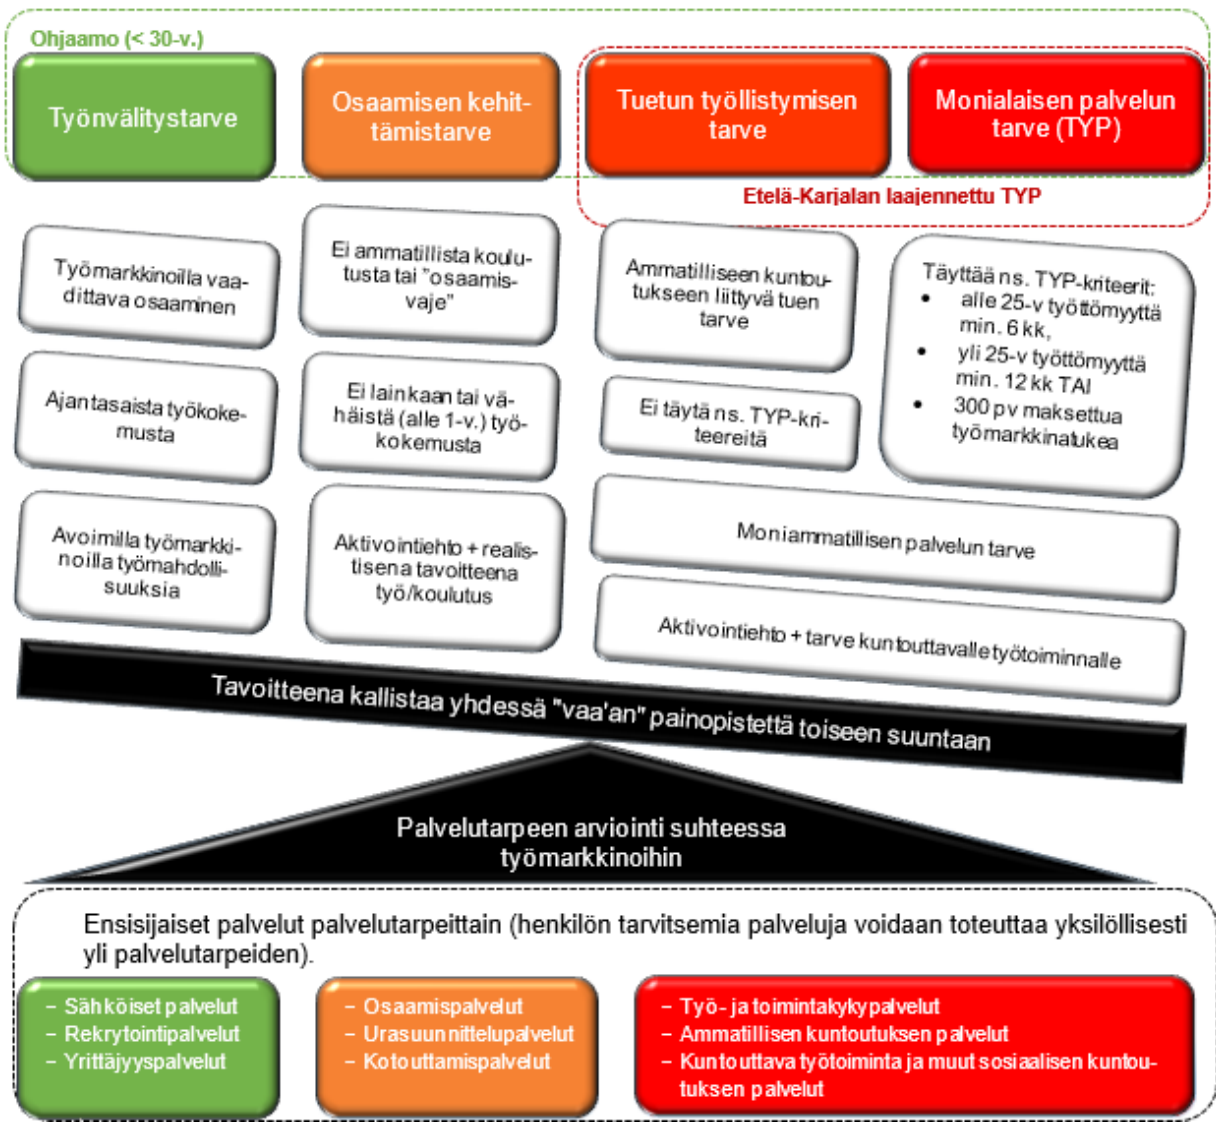 Ohjaamo (< 30-v.)
Työnvälitystarve
Osaamisen kehit-
tämistarve
Tuetun työllistymisen
tarve
Monialaisen palvelun
tarve (TYP)
Etelä-Karjalan laajennettu TYP
Työmarkkinoilla vaa-
dittava osaaminen
Ajantasaista työkoke-
musta
Avoimilla työmarkki-
noilla työmahdolli-
suuksia
Ei ammatillista koulu-
tusta tai "osaamis-
vaje"
Ei lainkaan tai vä-
häistä (alle 1-v.) työ-
kokemusta
Aktivointiehto + realis-
tisena tavoitteena
työ/koulutus
Ammatilliseen kuntou-
tukseen liittyvä tuen
tarve
Ei täytä ns. TYP-kri-
teereitä
Täyttää ns. TYP-kriteerit:
• alle 25-v työttömyyttä
min. 6 kk,
• yli 25-v työttömyyttä
min. 12 kk TAI
• 300 pv maksettua
työmarkkinatukea
Moniammatillisen palvelun tarve
Aktivointiehto + tarve kuntouttavalle työtoiminnalle
Tavoitteena kallistaa yhdessä "vaa'an" painopistettä toiseen suuntaan
Palvelutarpeen arviointi suhteessa
työmarkkinoihin
Ensisijaiset palvelut palvelutarpeittain (henkilön tarvitsemia palveluja voidaan toteuttaa yksilöllisesti
yli palvelutarpeiden).
– Sähköiset palvelut
– Rekrytointipalvelut
– Yrittäjyyspalvelut
– Osaamispalvelut
– Urasuunnittelupalvelut
– Kotouttamispalvelut
– Työ- ja toimintakykypalvelut
– Ammatillisen kuntoutuksen palvelut
– Kuntouttava työtoiminta ja muut sosiaalisen kuntou-
tuksen palvelut